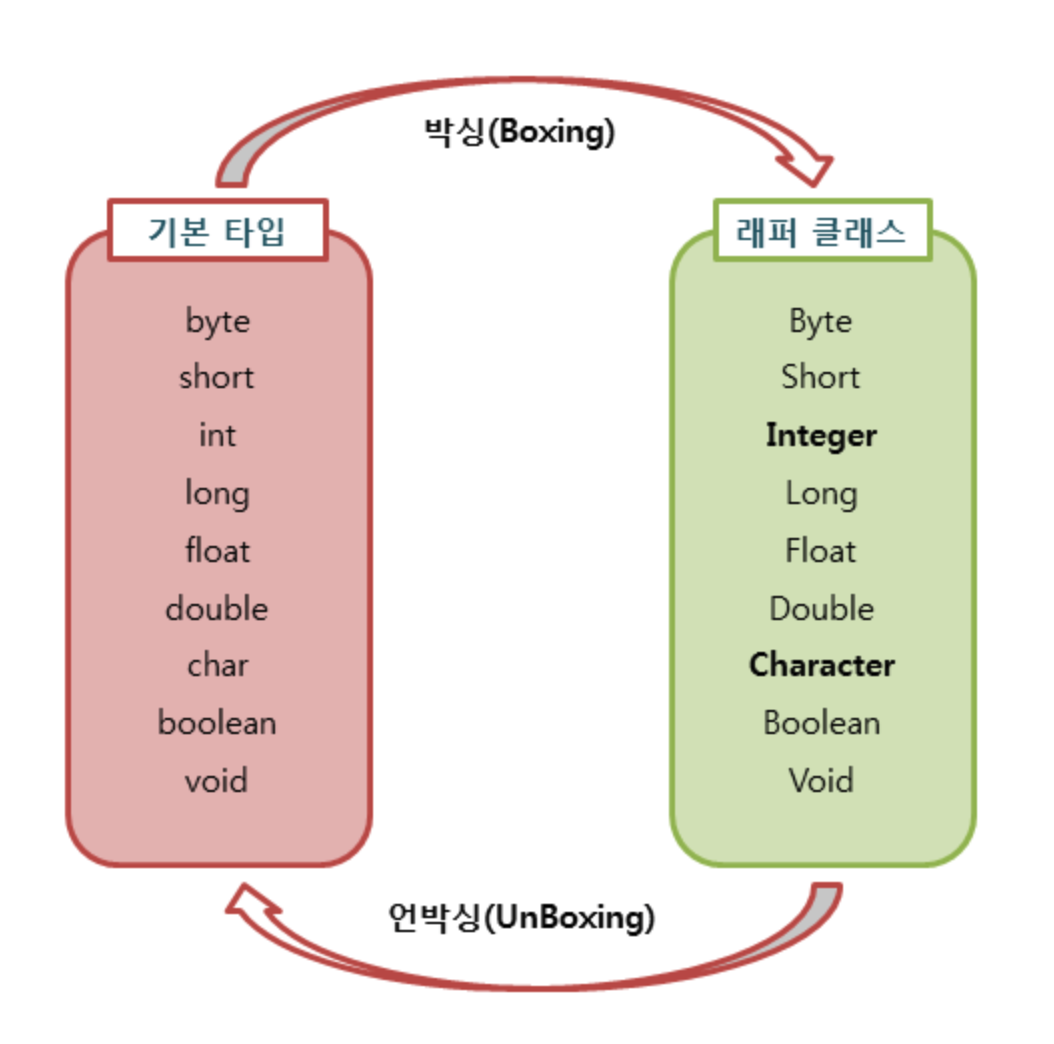 박싱(Boxing)
기본 타입
byte
short
int
long
float
double
char
boolean
void
래퍼 클래스
Byte
Short
Integer
Long
Float
Double
Character
Boolean
Void
언박싱(UnBoxing)